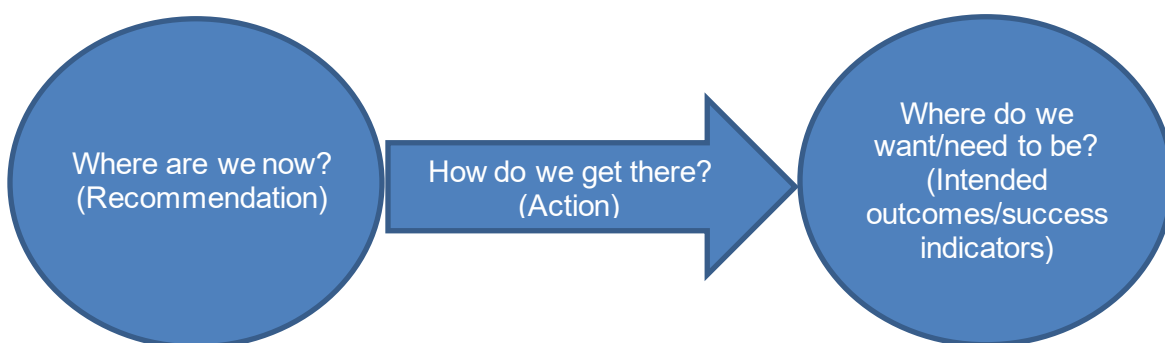 Where are we now?
(Recommendation)
How do we get there?
(Action)
Where do we
want/need to be?
(Intended
outcomes/success
indicators)